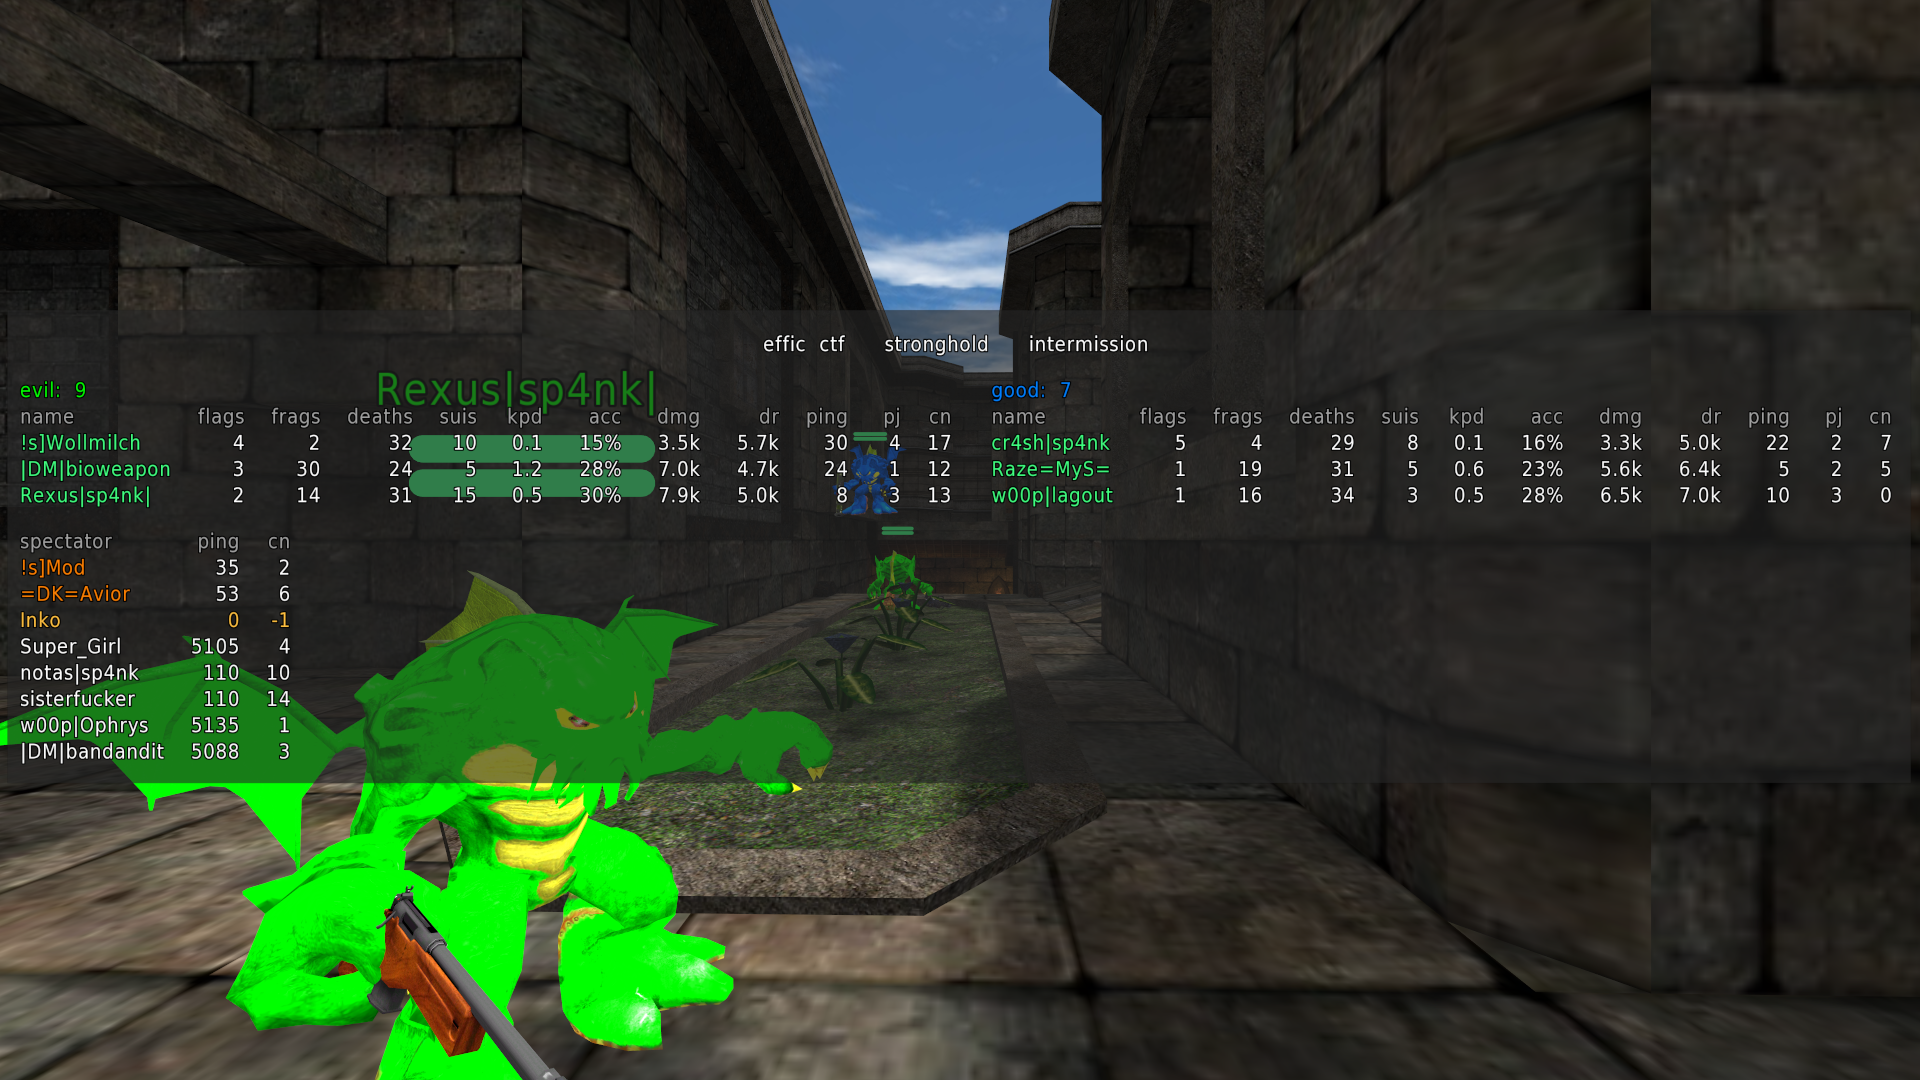 effic ctf stronghold intermission
evil: 9
Rexus|sp4nk|
name flags frags deaths suis kpd acc dmg dr ping pj cn
!s]Wollmilch 4 2 32 10 0.1 15% 3.5k 5.7k 30 4 17
|DM|bioweapon 3 30 24 5 1.2 28% 7.0k 4.7k 24 1 12
Rexus|sp4nk| 2 14 31 15 0.5 30% 7.9k 5.0k 8 3 13
good: 7
name flags frags deaths suis kpd acc dmg dr ping pj cn
cr4sh|sp4nk 5 4 29 8 0.1 16% 3.3k 5.0k 22 2 7
Raze=MyS= 1 19 31 5 0.6 23% 5.6k 6.4k 5 2 5
w00p|lagout 1 16 34 3 0.5 28% 6.5k 7.0k 10 3 0
spectator ping cn
!s]Mod 35 2
=DK=Avior 53 6
Inko 0 -1
Super_Girl 5105 4
notas|sp4nk 110 10
sisterfucker 110 14
w00p|Ophrys 5135 1
|DM|bandandit 5088 3